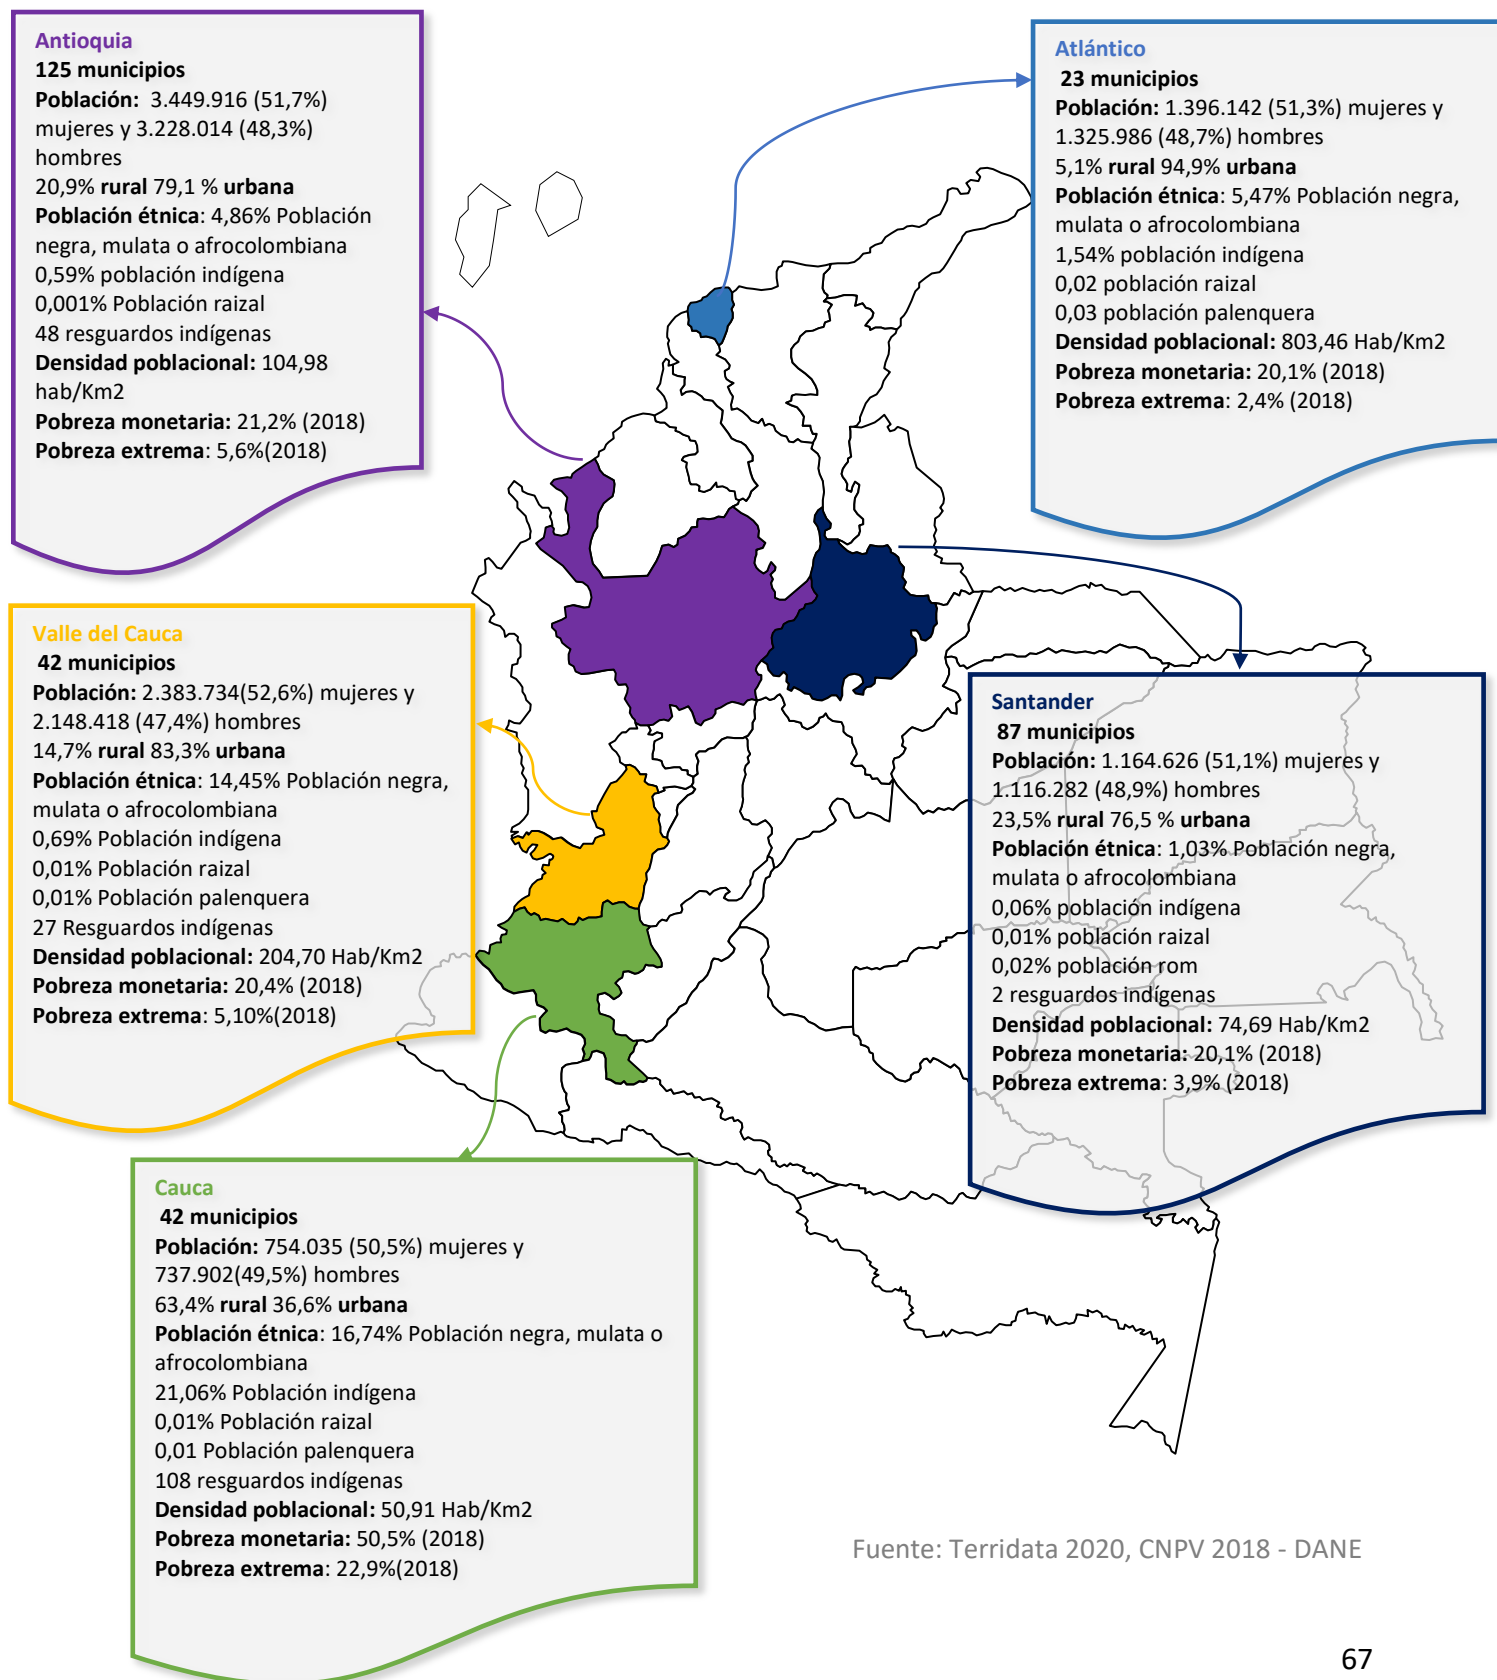 Antioquia
125 municipios
Población:  3.449.916 (51,7%)
mujeres y 3.228.014 (48,3%)
hombres
20,9% rural 79,1 % urbana
Población étnica: 4,86% Población
negra, mulata o afrocolombiana
0,59% población indígena
0,001% Población raizal
48 resguardos indígenas
Densidad poblacional: 104,98
hab/Km2
Pobreza monetaria: 21,2% (2018)
Pobreza extrema: 5,6%(2018)
Atlántico
23 municipios
Población: 1.396.142 (51,3%) mujeres y
1.325.986 (48,7%) hombres
5,1% rural 94,9% urbana
Población étnica: 5,47% Población negra,
mulata o afrocolombiana
1,54% población indígena
0,02 población raizal
0,03 población palenquera
Densidad poblacional: 803,46 Hab/Km2
Pobreza monetaria: 20,1% (2018)
Pobreza extrema: 2,4% (2018)
Valle del Cauca
42 municipios
Población: 2.383.734(52,6%) mujeres y
2.148.418 (47,4%) hombres
14,7% rural 83,3% urbana
Población étnica: 14,45% Población negra,
mulata o afrocolombiana
0,69% Población indígena
0,01% Población raizal
0,01% Población palenquera
27 Resguardos indígenas
Densidad poblacional: 204,70 Hab/Km2
Pobreza monetaria: 20,4% (2018)
Pobreza extrema: 5,10%(2018)
Santander
87 municipios
Población: 1.164.626 (51,1%) mujeres y
1.116.282 (48,9%) hombres
23,5% rural 76,5 % urbana
Población étnica: 1,03% Población negra,
mulata o afrocolombiana
0,06% población indígena
0,01% población raizal
0,02% población rom
2 resguardos indígenas
Densidad poblacional: 74,69 Hab/Km2
Pobreza monetaria: 20,1% (2018)
Pobreza extrema: 3,9% (2018)
Cauca
42 municipios
Población: 754.035 (50,5%) mujeres y
737.902(49,5%) hombres
63,4% rural 36,6% urbana
Población étnica: 16,74% Población negra, mulata o
afrocolombiana
21,06% Población indígena
0,01% Población raizal
0,01 Población palenquera
108 resguardos indígenas
Densidad poblacional: 50,91 Hab/Km2
Pobreza monetaria: 50,5% (2018)
Pobreza extrema: 22,9%(2018)
Fuente: Terridata 2020, CNPV 2018 - DANE
67